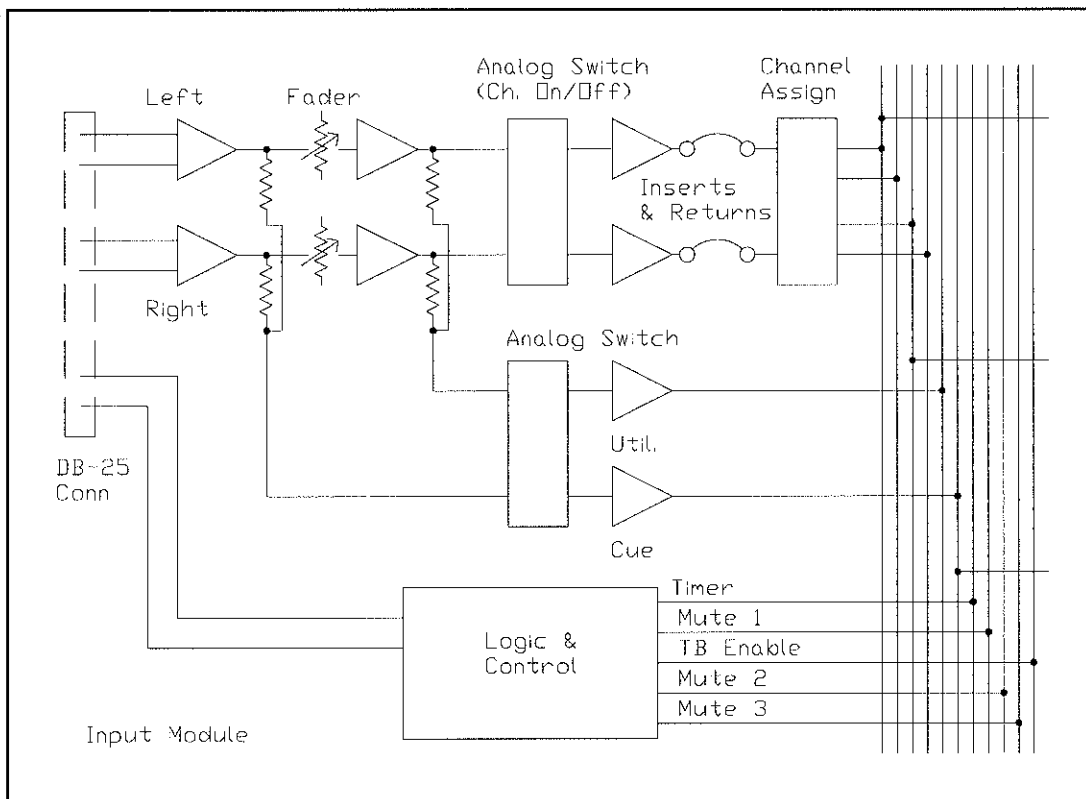 Analog Switch
(Ch. On/Off)
Channel
Assign
Left
Fader
Inserts
& Returns
Right
Analog Switch
Util.
DB-25
Conn
Cue
Timer
Mute 1
Logic &
Control
TB Enable
Mute 2
Mute 3
Input Module